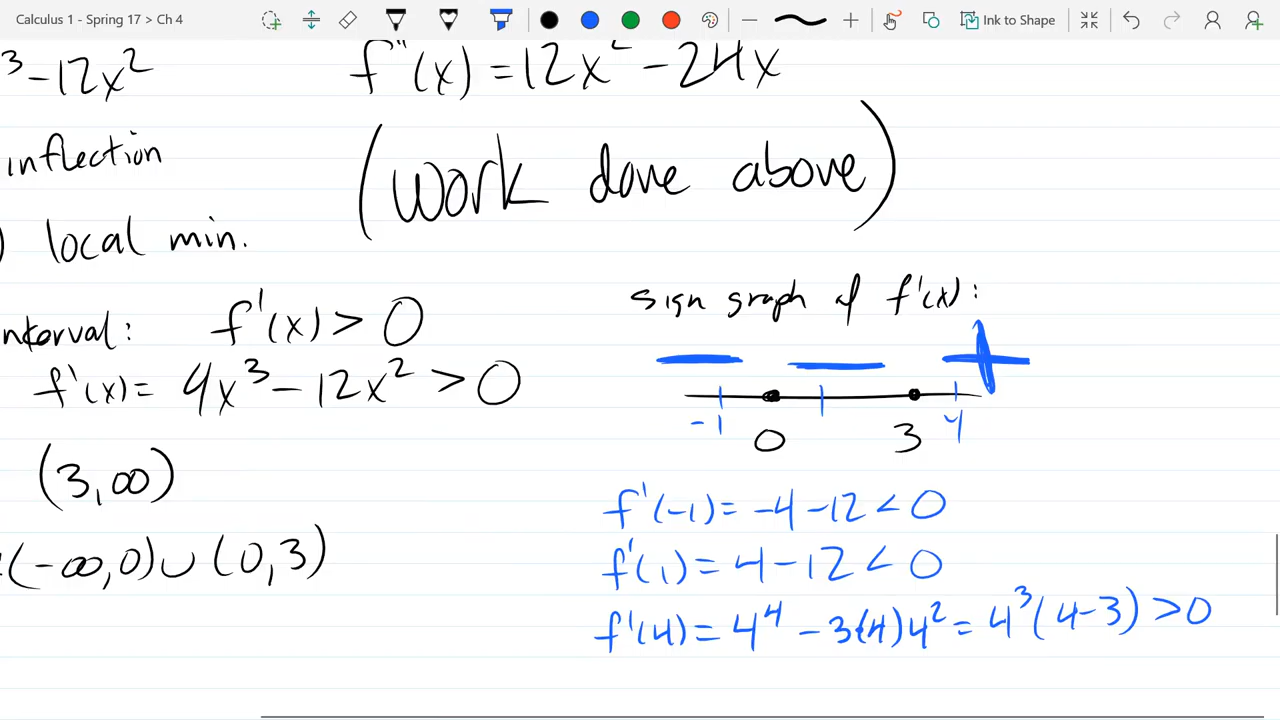 Calculus 1 - Spring 17 > Ch 4
Ink to Shape
³ -12x²
f''(x) = 12x² - 24x
inflection
(work done above)
) local min.
sign graph of f'(x):
nterval: f'(x) > 0
f'(x) = 4x³ - 12x² > 0
— — +
-1 0 3 4
(3, ∞)
(-∞, 0) ∪ (0, 3)
f'(-1) = -4 - 12 < 0
f'(1) = 4 - 12 < 0
f'(4) = 4⁴ - 3(4)4² = 4³(4-3) > 0